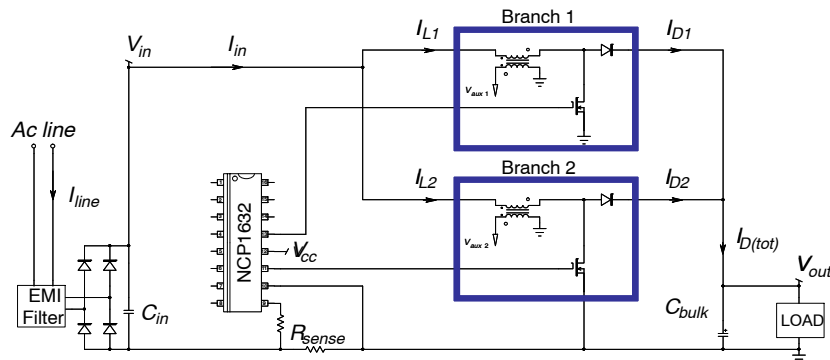 Branch 1
V_in
I_in
I_L1
I_D1
V_aux 1
Ac line
Branch 2
I_line
I_L2
I_D2
NCP1632
V_CC
V_aux 2
I_D(tot)
V_out
EMI
Filter
C_in
R_sense
C_bulk
LOAD